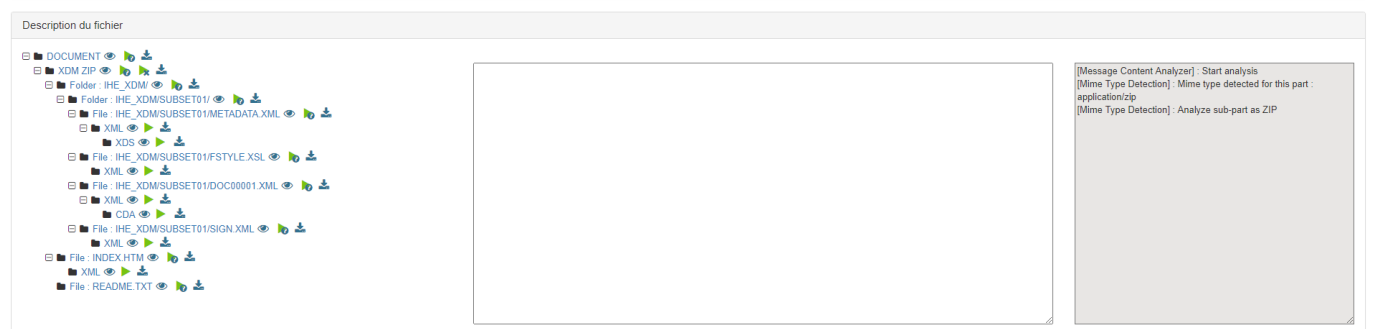 Description du fichier
DOCUMENT
XDM ZIP
Folder : IHE_XDM/
Folder : IHE_XDM/SUBSET01/
File : IHE_XDM/SUBSET01/METADATA.XML
XML
XDS
File : IHE_XDM/SUBSET01/FSTYLE.XSL
XML
File : IHE_XDM/SUBSET01/DOC00001.XML
XML
CDA
File : IHE_XDM/SUBSET01/SIGN.XML
XML
File : INDEX.HTM
XML
File : README.TXT
[Message Content Analyzer] : Start analysis
[Mime Type Detection] : Mime type detected for this part :
application/zip
[Mime Type Detection] : Analyze sub-part as ZIP